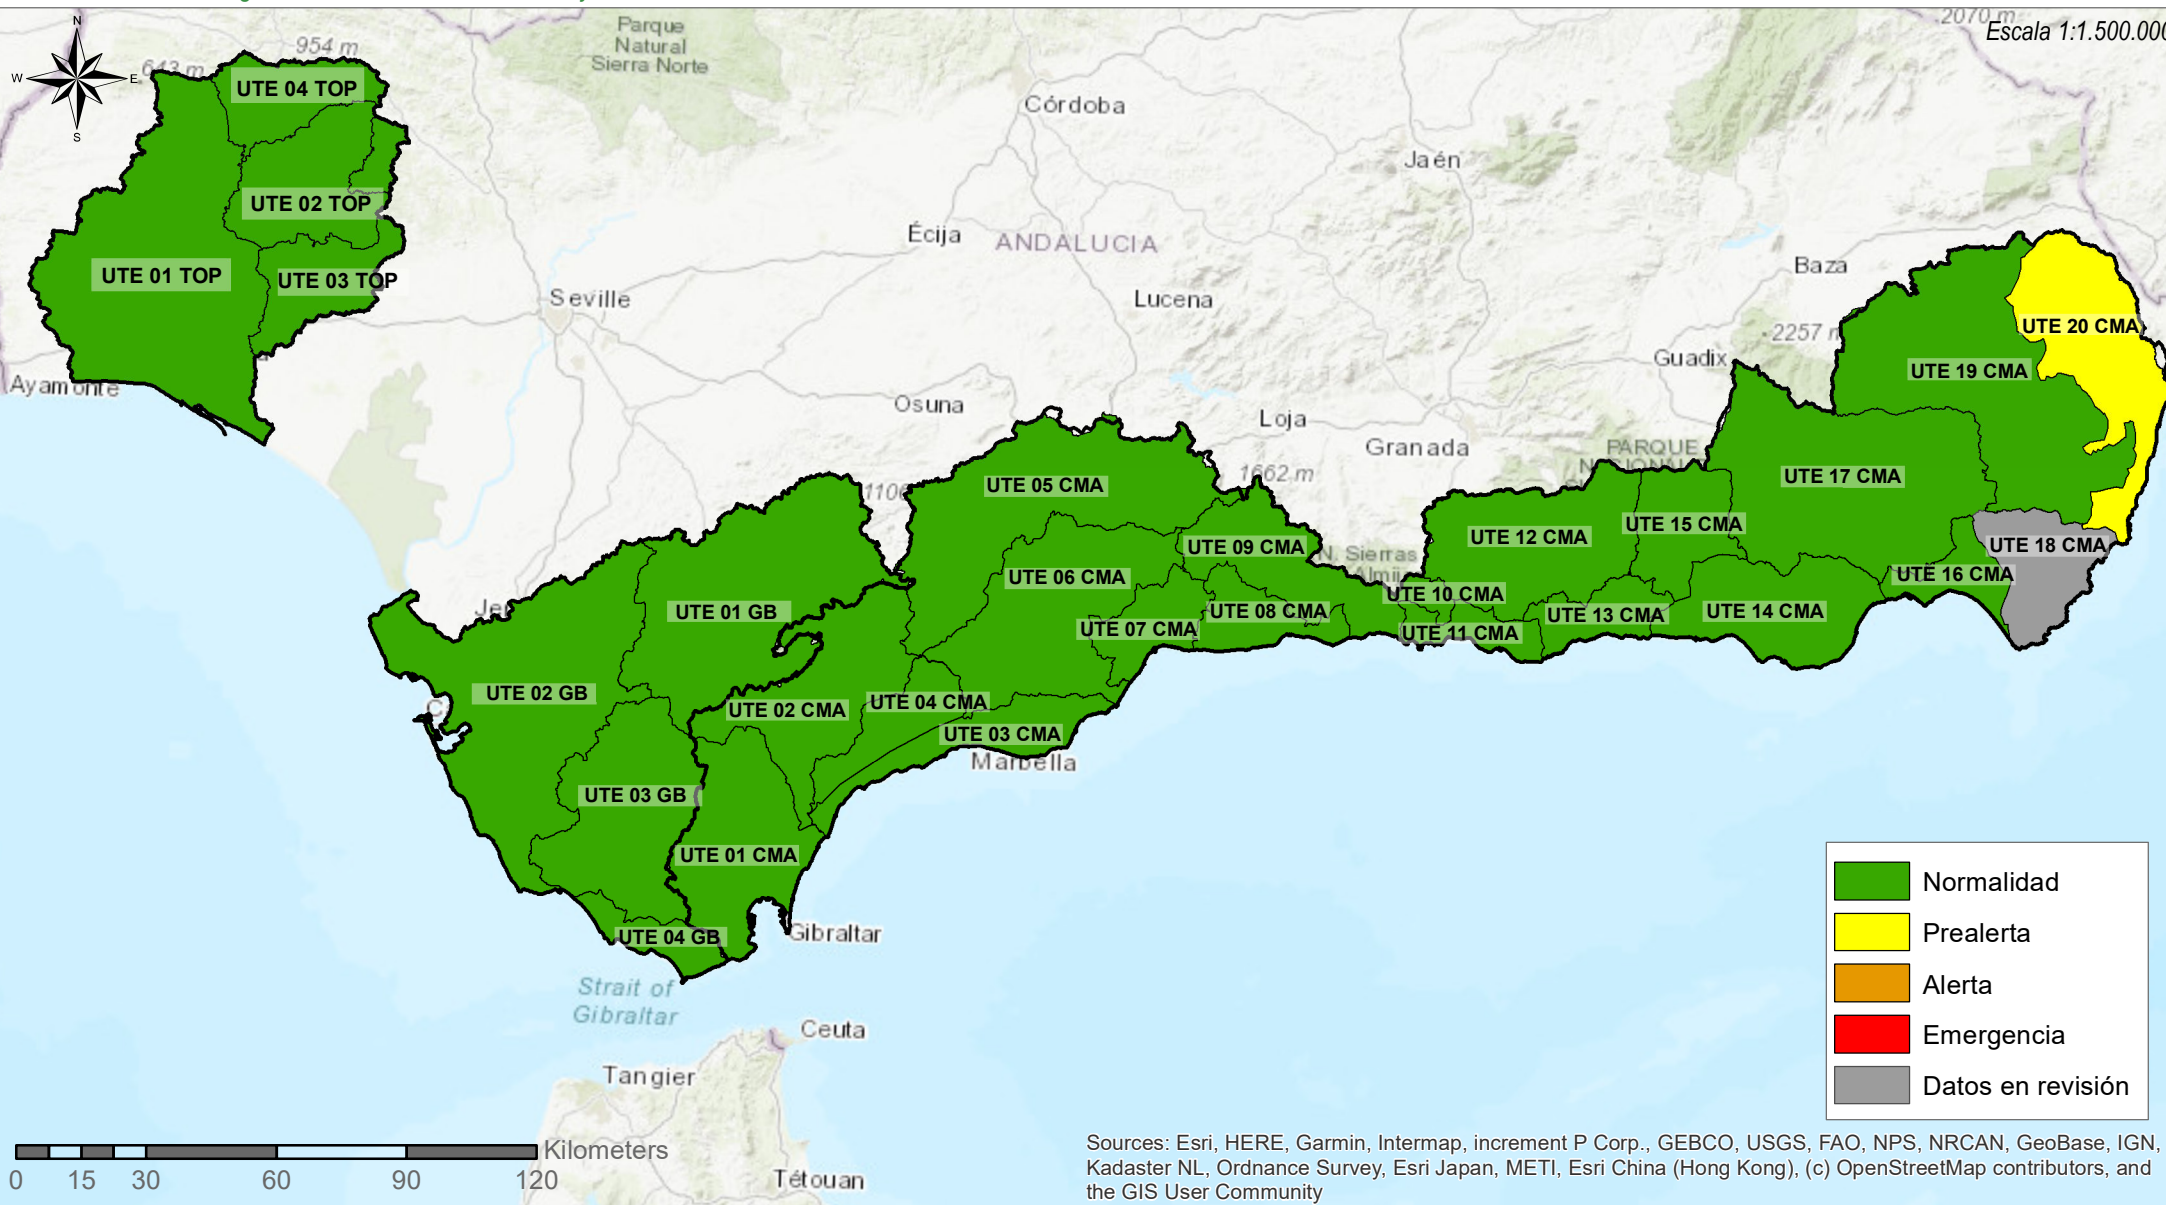 N
W
E
S
Escala 1:1.500.000
2070 m
954 m
643 m
Parque
Natural
Sierra Norte
UTE 04 TOP
Córdoba
Jaén
UTE 02 TOP
Écija
ANDALUCIA
UTE 01 TOP
UTE 03 TOP
Baza
Seville
Lucena
2257 m
UTE 20 CMA
Guadix
UTE 19 CMA
Ayamonte
Osuna
Loja
Granada
PARQUE
1662 m
UTE 05 CMA
UTE 17 CMA
UTE 15 CMA
UTE 12 CMA
UTE 09 CMA
N. Sierras
UTE 18 CMA
UTE 06 CMA
UTE 16 CMA
UTE 10 CMA
UTE 01 GB
UTE 08 CMA
UTE 13 CMA
UTE 14 CMA
UTE 07 CMA
UTE 11 CMA
UTE 02 GB
UTE 04 CMA
UTE 02 CMA
UTE 03 CMA
Marbella
UTE 03 GB
UTE 01 CMA
UTE 04 GB
Gibraltar
Strait of
Gibraltar
Ceuta
Tangier
Tétouan
Normalidad
Prealerta
Alerta
Emergencia
Datos en revisión
Kilometers
0 15 30 60 90 120
Sources: Esri, HERE, Garmin, Intermap, increment P Corp., GEBCO, USGS, FAO, NPS, NRCAN, GeoBase, IGN,
Kadaster NL, Ordnance Survey, Esri Japan, METI, Esri China (Hong Kong), (c) OpenStreetMap contributors, and
the GIS User Community